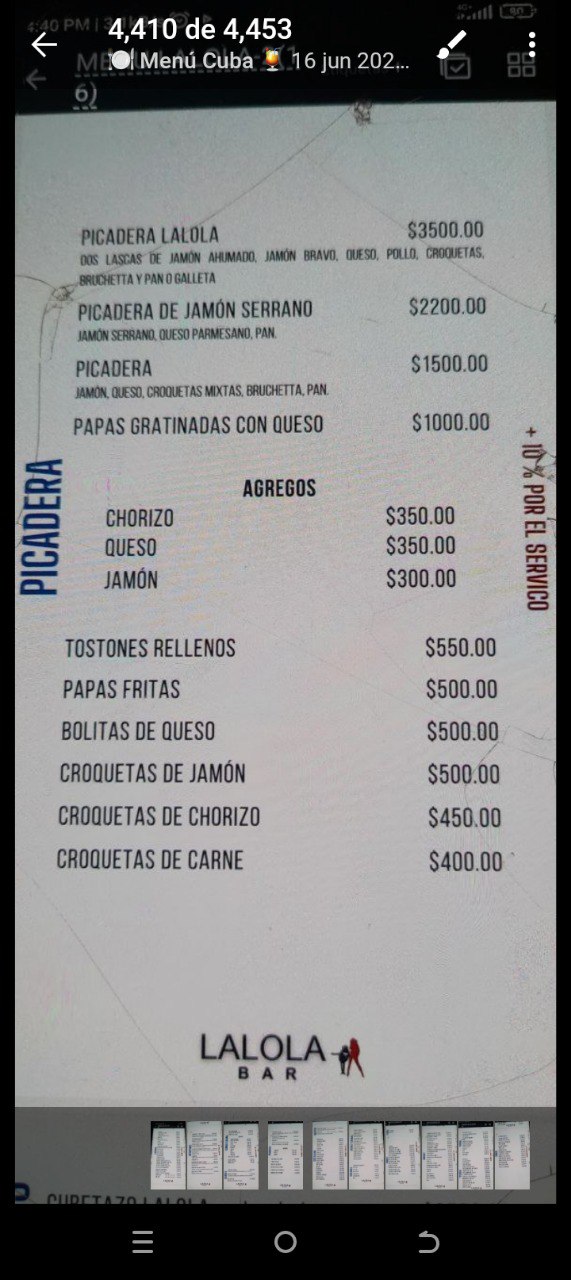 4,410 de 4,453
🍽 Menú Cuba 🍹 16 jun 202...
6)
PICADERA LALOLA $3500.00
DOS LASCAS DE JAMÓN AHUMADO, JAMÓN BRAVO, QUESO, POLLO, CROQUETAS,
BRUCHETTA Y PAN O GALLETA
PICADERA DE JAMÓN SERRANO $2200.00
JAMÓN SERRANO, QUESO PARMESANO, PAN.
PICADERA $1500.00
JAMÓN, QUESO, CROQUETAS MIXTAS, BRUCHETTA, PAN.
PAPAS GRATINADAS CON QUESO $1000.00
PICADERA
+ 10 % POR EL SERVICO
AGREGOS
CHORIZO $350.00
QUESO $350.00
JAMÓN $300.00
TOSTONES RELLENOS $550.00
PAPAS FRITAS $500.00
BOLITAS DE QUESO $500.00
CROQUETAS DE JAMÓN $500.00
CROQUETAS DE CHORIZO $450.00
CROQUETAS DE CARNE $400.00
LALOLA
BAR